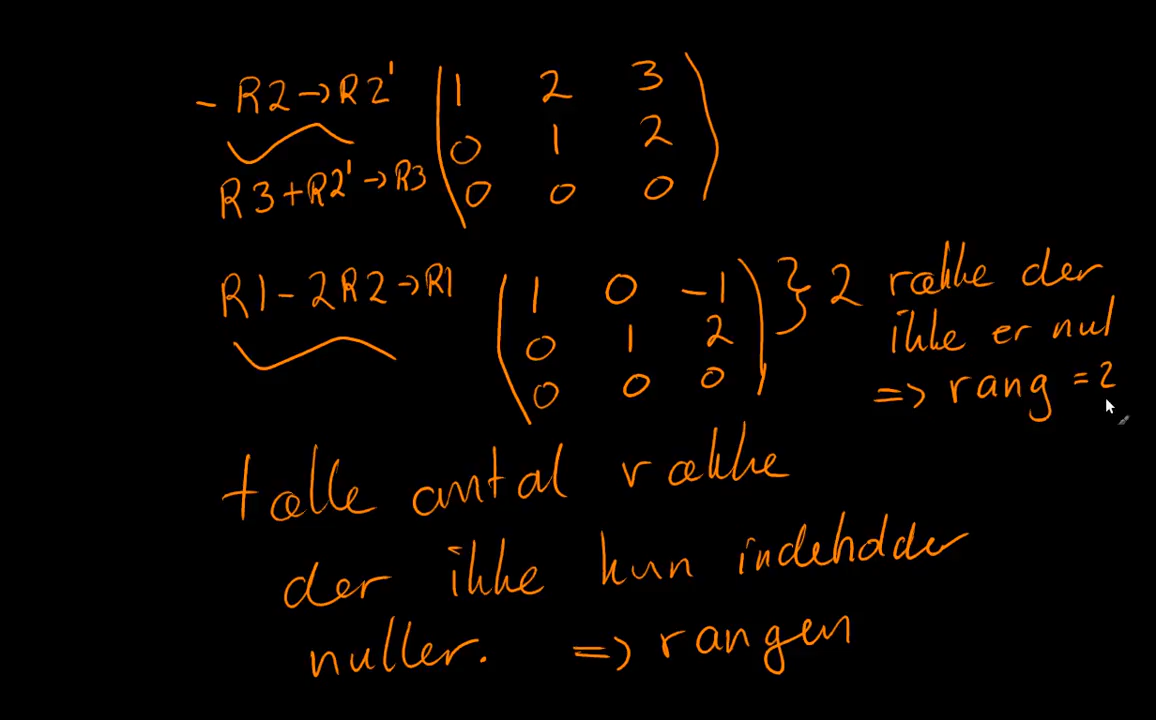 - R2 → R2' ( 1 2 3 )
0 1 2
R3 + R2' → R3 0 0 0
R1 - 2R2 → R1 ( 1 0 -1 ) } 2 række der
0 1 2 ikke er nul
0 0 0 => rang = 2
tælle antal række
der ikke kun indeholder
nuller. => rangen